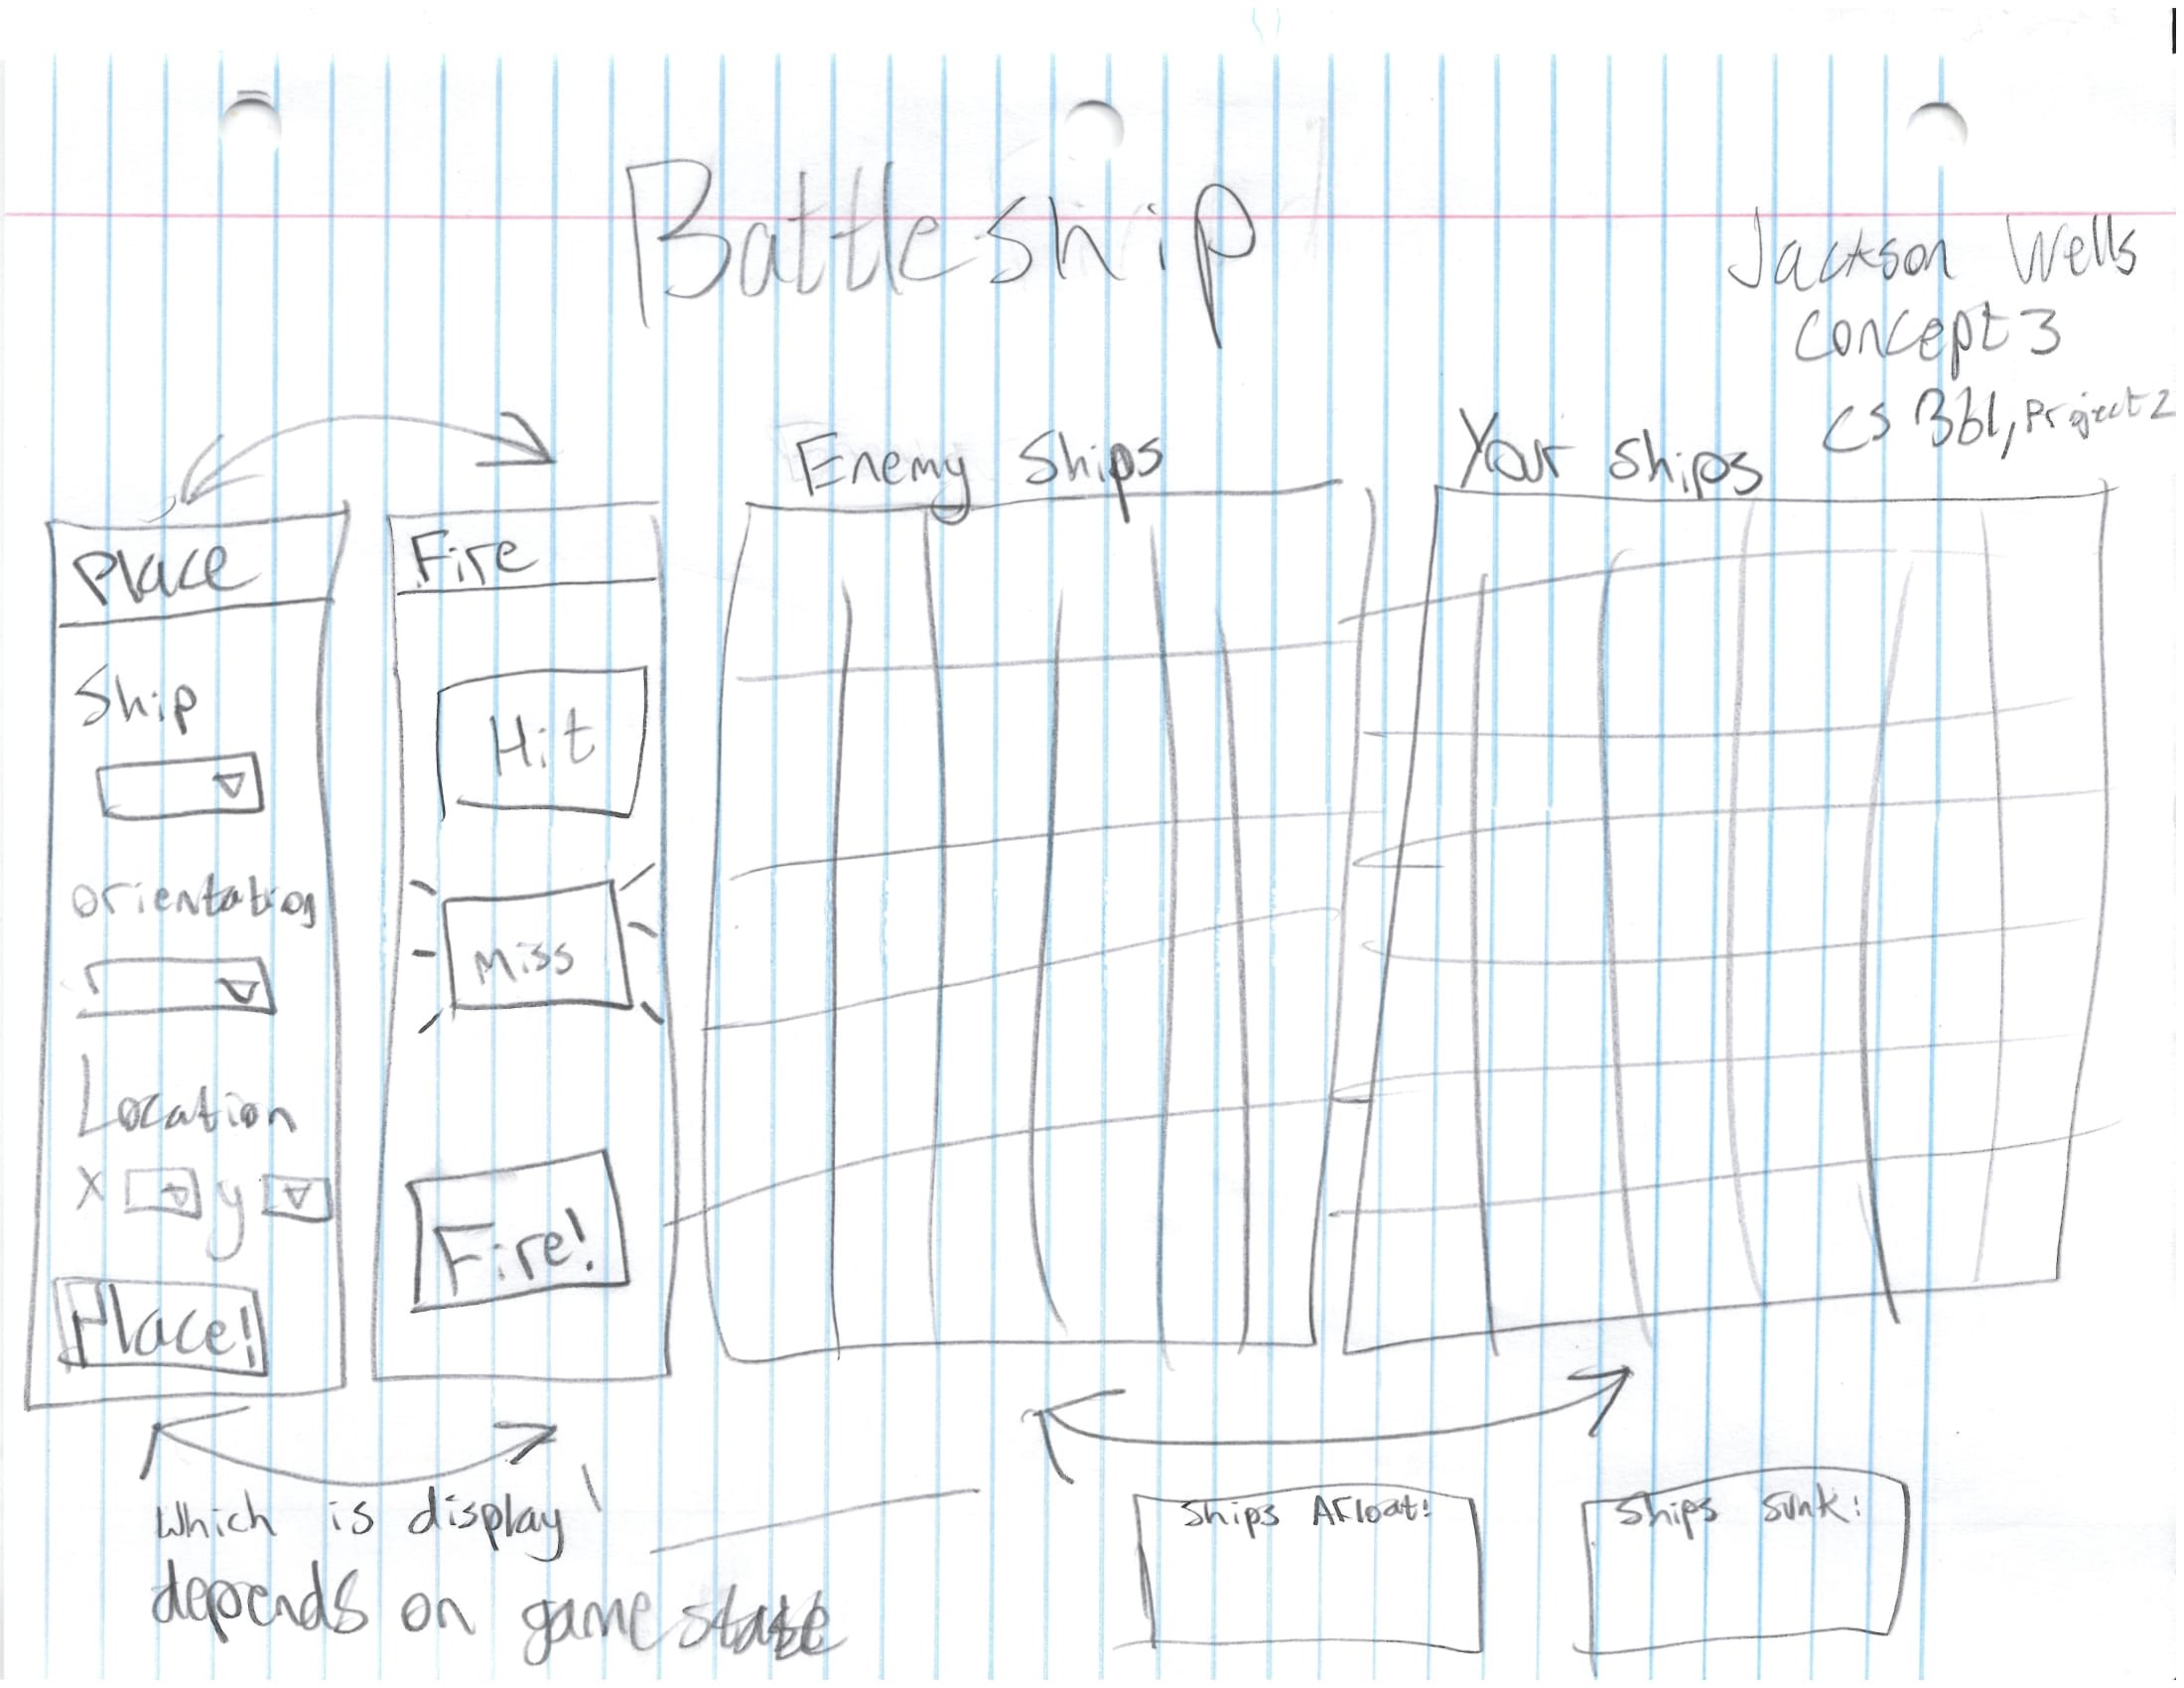 Battleship
Jackson Wells
Concept 3
CS 361, Project 2
Enemy Ships
Your Ships
Place
Ship
orientation
Location
x y
Place!
Fire
Hit
Miss
Fire!
Which is display
depends on game state
Ships Afloat:
Ships Sunk: